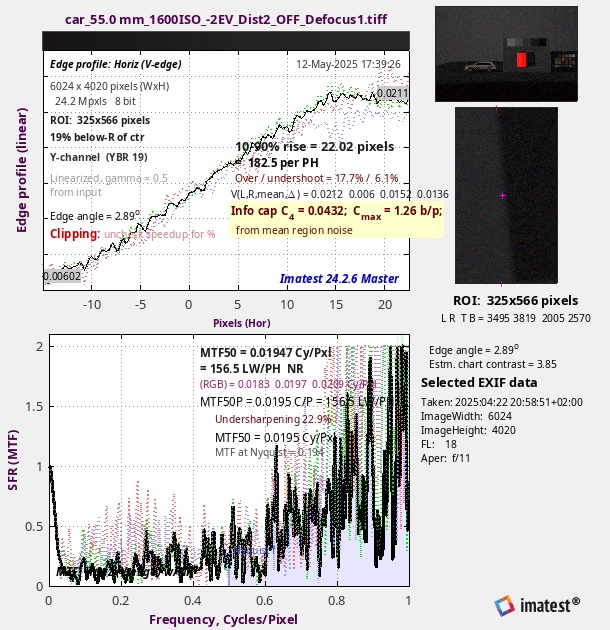 car_55.0 mm_1600ISO_-2EV_Dist2_OFF_Defocus1.tiff
Edge profile: Horiz (V-edge)
12-May-2025 17:39:26
6024 x 4020 pixels (WxH)
24.2 Mpxls   8 bit
0.0211
ROI:  325x566 pixels
19% below-R of ctr
10-90% rise = 22.02 pixels
Y-channel  (YBR 19)
= 182.5 per PH
Linearized, gamma = 0.5
from input
Over / undershoot = 17.7% /  6.1%
V(L,R,mean,Δ) = 0.0212  0.006  0.0152  0.0136
Edge angle = 2.89°
Info cap C4 = 0.0432;  Cmax = 1.26 b/p;
Clipping: uncheck speedup for %
from mean region noise
0.00602
Imatest 24.2.6 Master
Edge profile (linear)
-10 -5 0 5 10 15 20
Pixels (Hor)
ROI:  325x566 pixels
L R  T B = 3495 3819  2005 2570
MTF50 = 0.01947 Cy/Pxl
= 156.5 LW/PH  NR
(RGB) = 0.0183  0.0197  0.0209 Cy/Pxl
MTF50P = 0.0195 C/P = 156.5 LW/PH
Undersharpening 22.9%
MTF50 = 0.0195 Cy/Pxl
MTF at Nyquist = 0.194
SFR (MTF)
2
1.5
1
0.5
0
0 0.2 0.4 0.6 0.8 1
Frequency, Cycles/Pixel
Edge angle = 2.89°
Estm. chart contrast = 3.85
Selected EXIF data
Taken: 2025:04:22 20:58:51+02:00
ImageWidth:  6024
ImageHeight:  4020
FL:    18
Aper:  f/11
imatest®